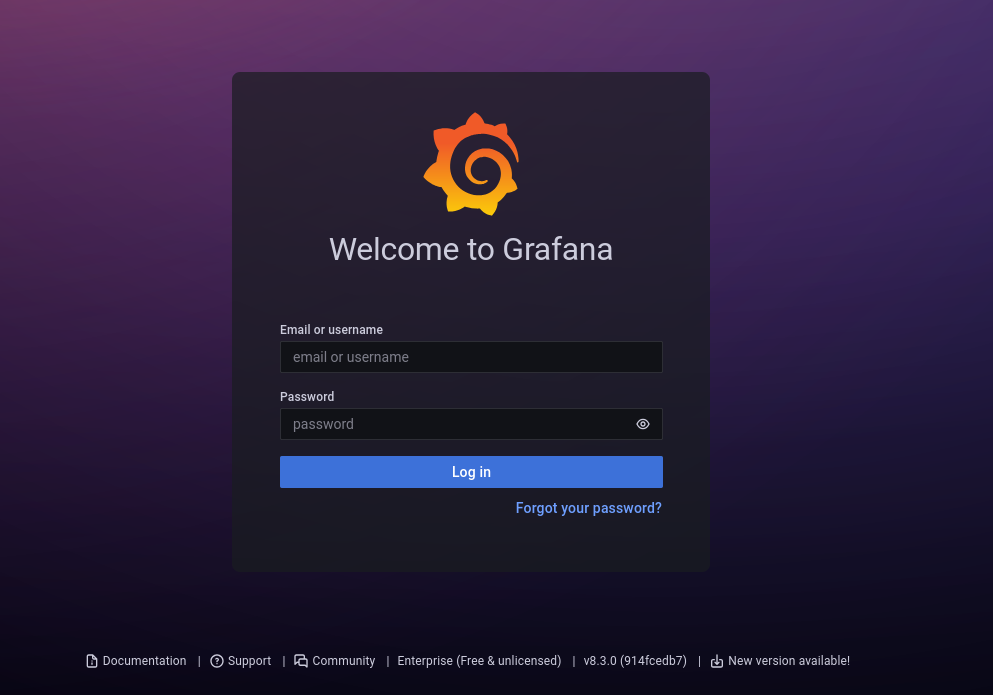 Welcome to Grafana
Email or username
email or username
Password
password
Log in
Forgot your password?
Documentation | Support | Community | Enterprise (Free & unlicensed) | v8.3.0 (914fcedb7) | New version available!